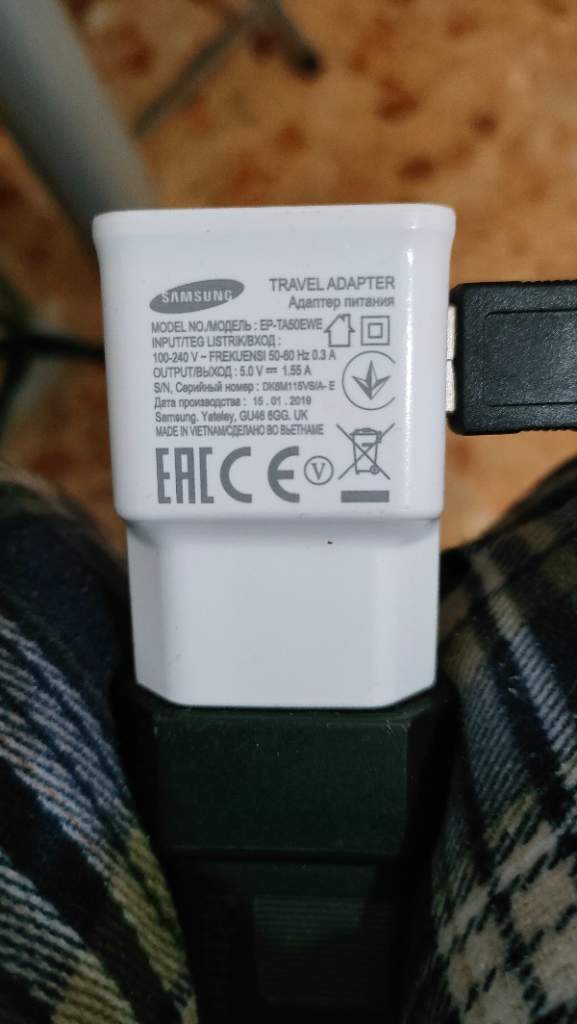 SAMSUNG
TRAVEL ADAPTER
Адаптер питания
MODEL NO./МОДЕЛЬ : EP-TA50EWE
INPUT/TEG LISTRIK/ВХОД :
100-240 V ~ FREKUENSI 50-60 Hz 0.3 A
OUTPUT/ВЫХОД : 5.0 V ⎓ 1.55 A
S/N, Серийный номер : DK8M115VS/A- E
Дата производства : 15 . 01 . 2019
Samsung. Yateley, GU46 6GG. UK
MADE IN VIETNAM/СДЕЛАНО ВО ВЬЕТНАМЕ
EAC CE V